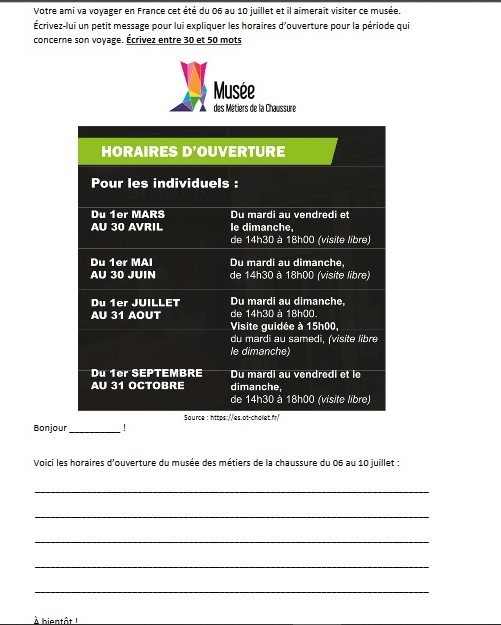 Votre ami va voyager en France cet été du 06 au 10 juillet et il aimerait visiter ce musée.
Écrivez-lui un petit message pour lui expliquer les horaires d'ouverture pour la période qui
concerne son voyage. Écrivez entre 30 et 50 mots
Musée
des Métiers de la Chaussure
HORAIRES D'OUVERTURE
Pour les individuels :
Du 1er MARS
AU 30 AVRIL
Du mardi au vendredi et
le dimanche,
de 14h30 à 18h00 (visite libre)
Du 1er MAI
AU 30 JUIN
Du mardi au dimanche,
de 14h30 à 18h00 (visite libre)
Du 1er JUILLET
AU 31 AOUT
Du mardi au dimanche,
de 14h30 à 18h00.
Visite guidée à 15h00,
du mardi au samedi, (visite libre
le dimanche)
Du 1er SEPTEMBRE
AU 31 OCTOBRE
Du mardi au vendredi et le
dimanche,
de 14h30 à 18h00 (visite libre)
Source : https://es.ot-cholet.fr/
Bonjour __________ !
Voici les horaires d'ouverture du musée des métiers de la chaussure du 06 au 10 juillet :
À bientôt !